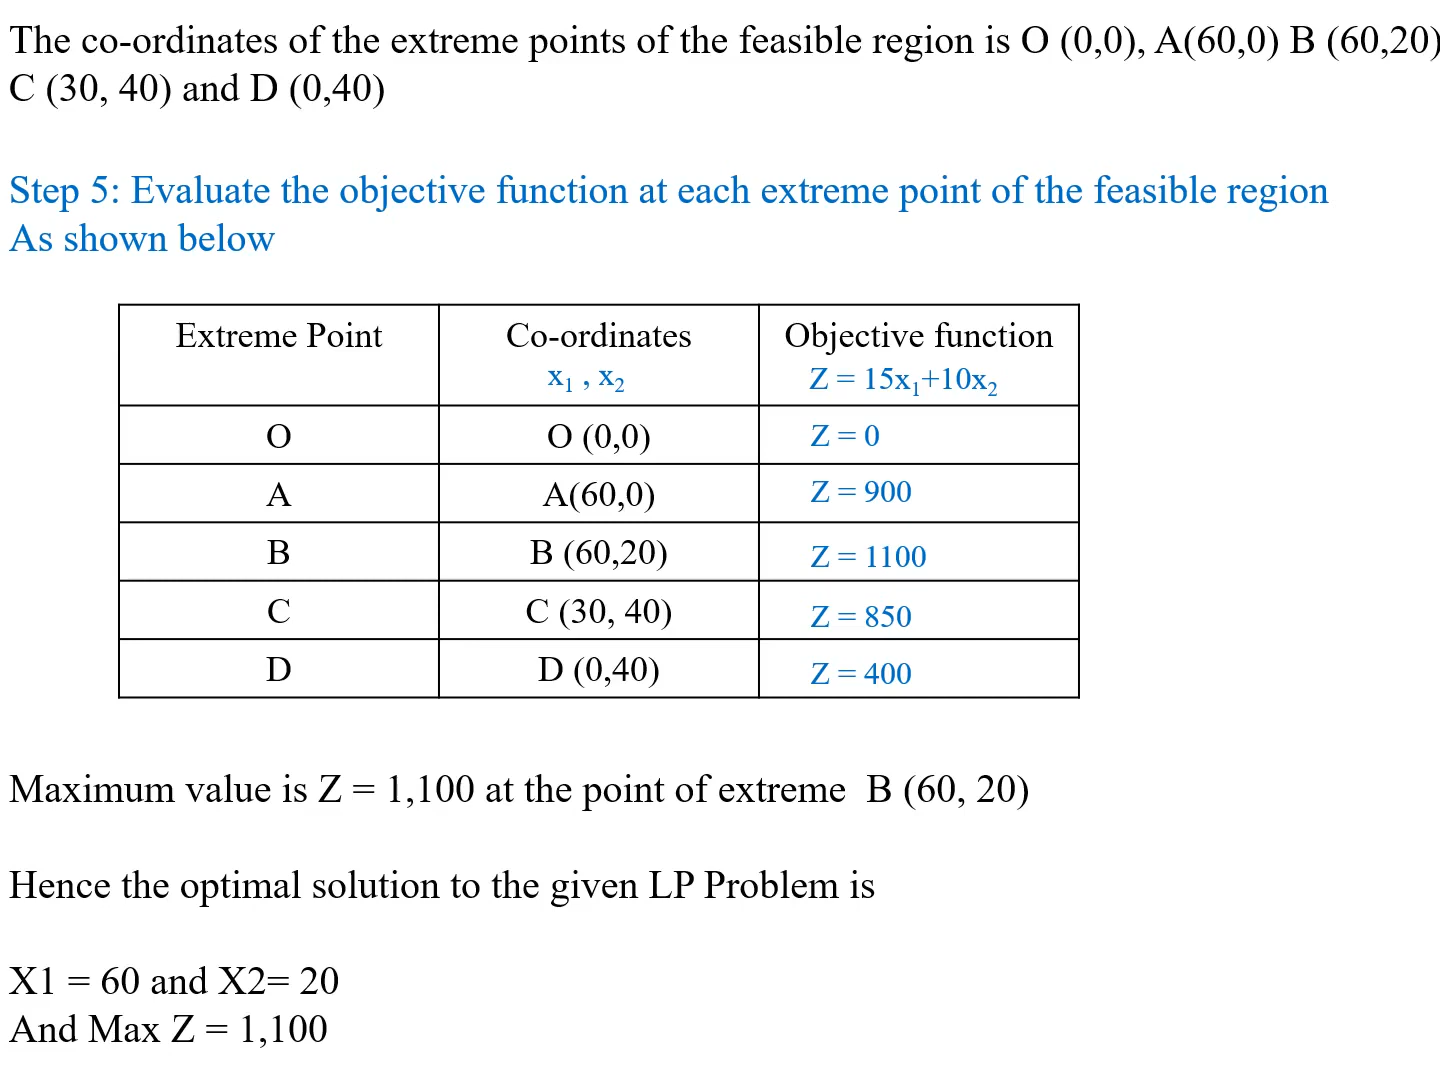 The co-ordinates of the extreme points of the feasible region is O (0,0), A(60,0) B (60,20)
C (30, 40) and D (0,40)
Step 5: Evaluate the objective function at each extreme point of the feasible region
As shown below
Extreme Point Co-ordinates Objective function
x₁ , x₂ Z = 15x₁+10x₂
O O (0,0) Z = 0
A A(60,0) Z = 900
B B (60,20) Z = 1100
C C (30, 40) Z = 850
D D (0,40) Z = 400
Maximum value is Z = 1,100 at the point of extreme B (60, 20)
Hence the optimal solution to the given LP Problem is
X1 = 60 and X2= 20
And Max Z = 1,100